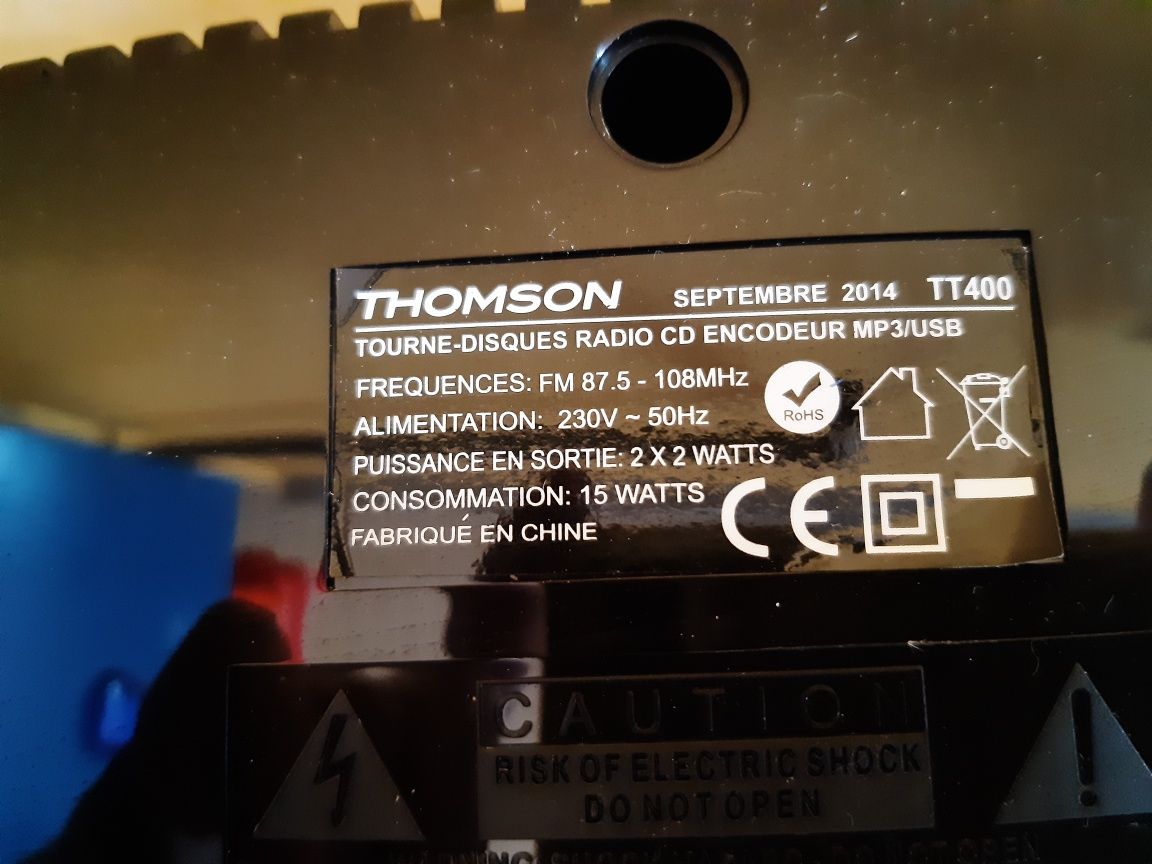 THOMSON SEPTEMBRE 2014 TT400
TOURNE-DISQUES RADIO CD ENCODEUR MP3/USB
FREQUENCES: FM 87.5 - 108MHz
ALIMENTATION: 230V ~ 50Hz
RoHS
PUISSANCE EN SORTIE: 2 X 2 WATTS
CONSOMMATION: 15 WATTS
FABRIQUÉ EN CHINE
CE
CAUTION
RISK OF ELECTRIC SHOCK
DO NOT OPEN